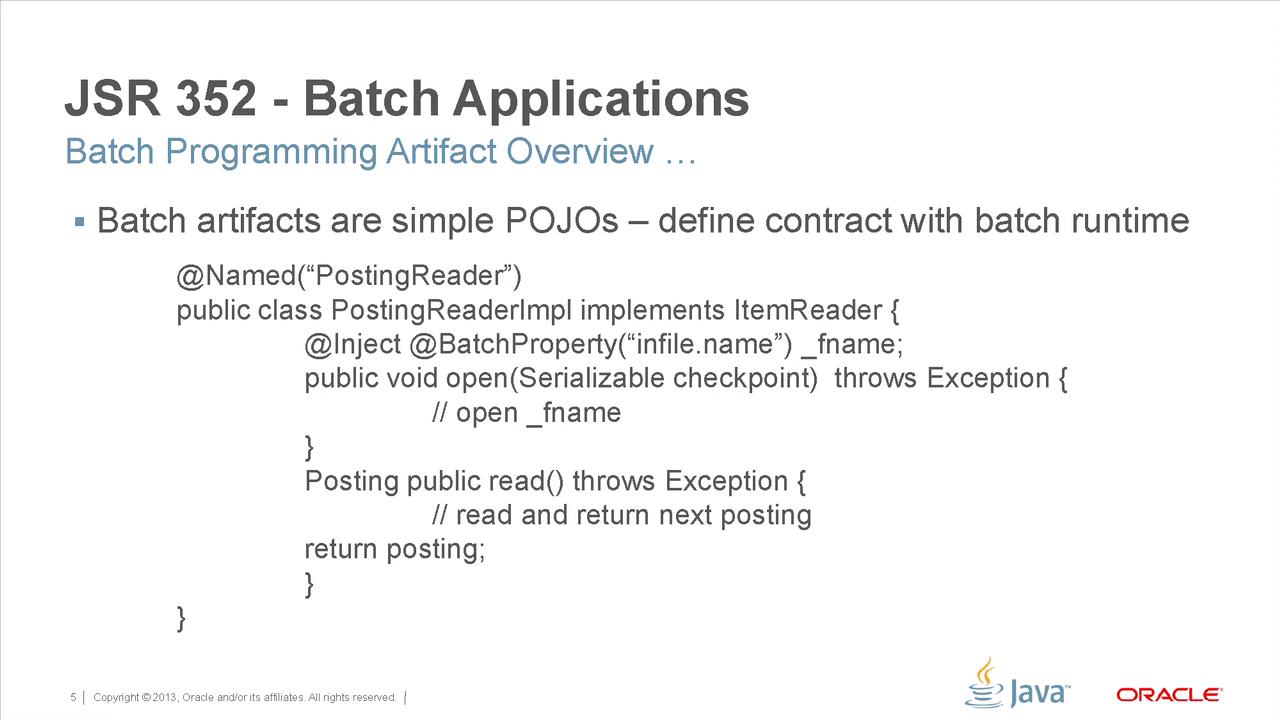 JSR 352 - Batch Applications
Batch Programming Artifact Overview …
▪ Batch artifacts are simple POJOs – define contract with batch runtime
@Named(“PostingReader”)
public class PostingReaderImpl implements ItemReader {
@Inject @BatchProperty(“infile.name”) _fname;
public void open(Serializable checkpoint)  throws Exception {
// open _fname
}
Posting public read() throws Exception {
// read and return next posting
return posting;
}
}
5 | Copyright © 2013, Oracle and/or its affiliates. All rights reserved. |
Java™
ORACLE®